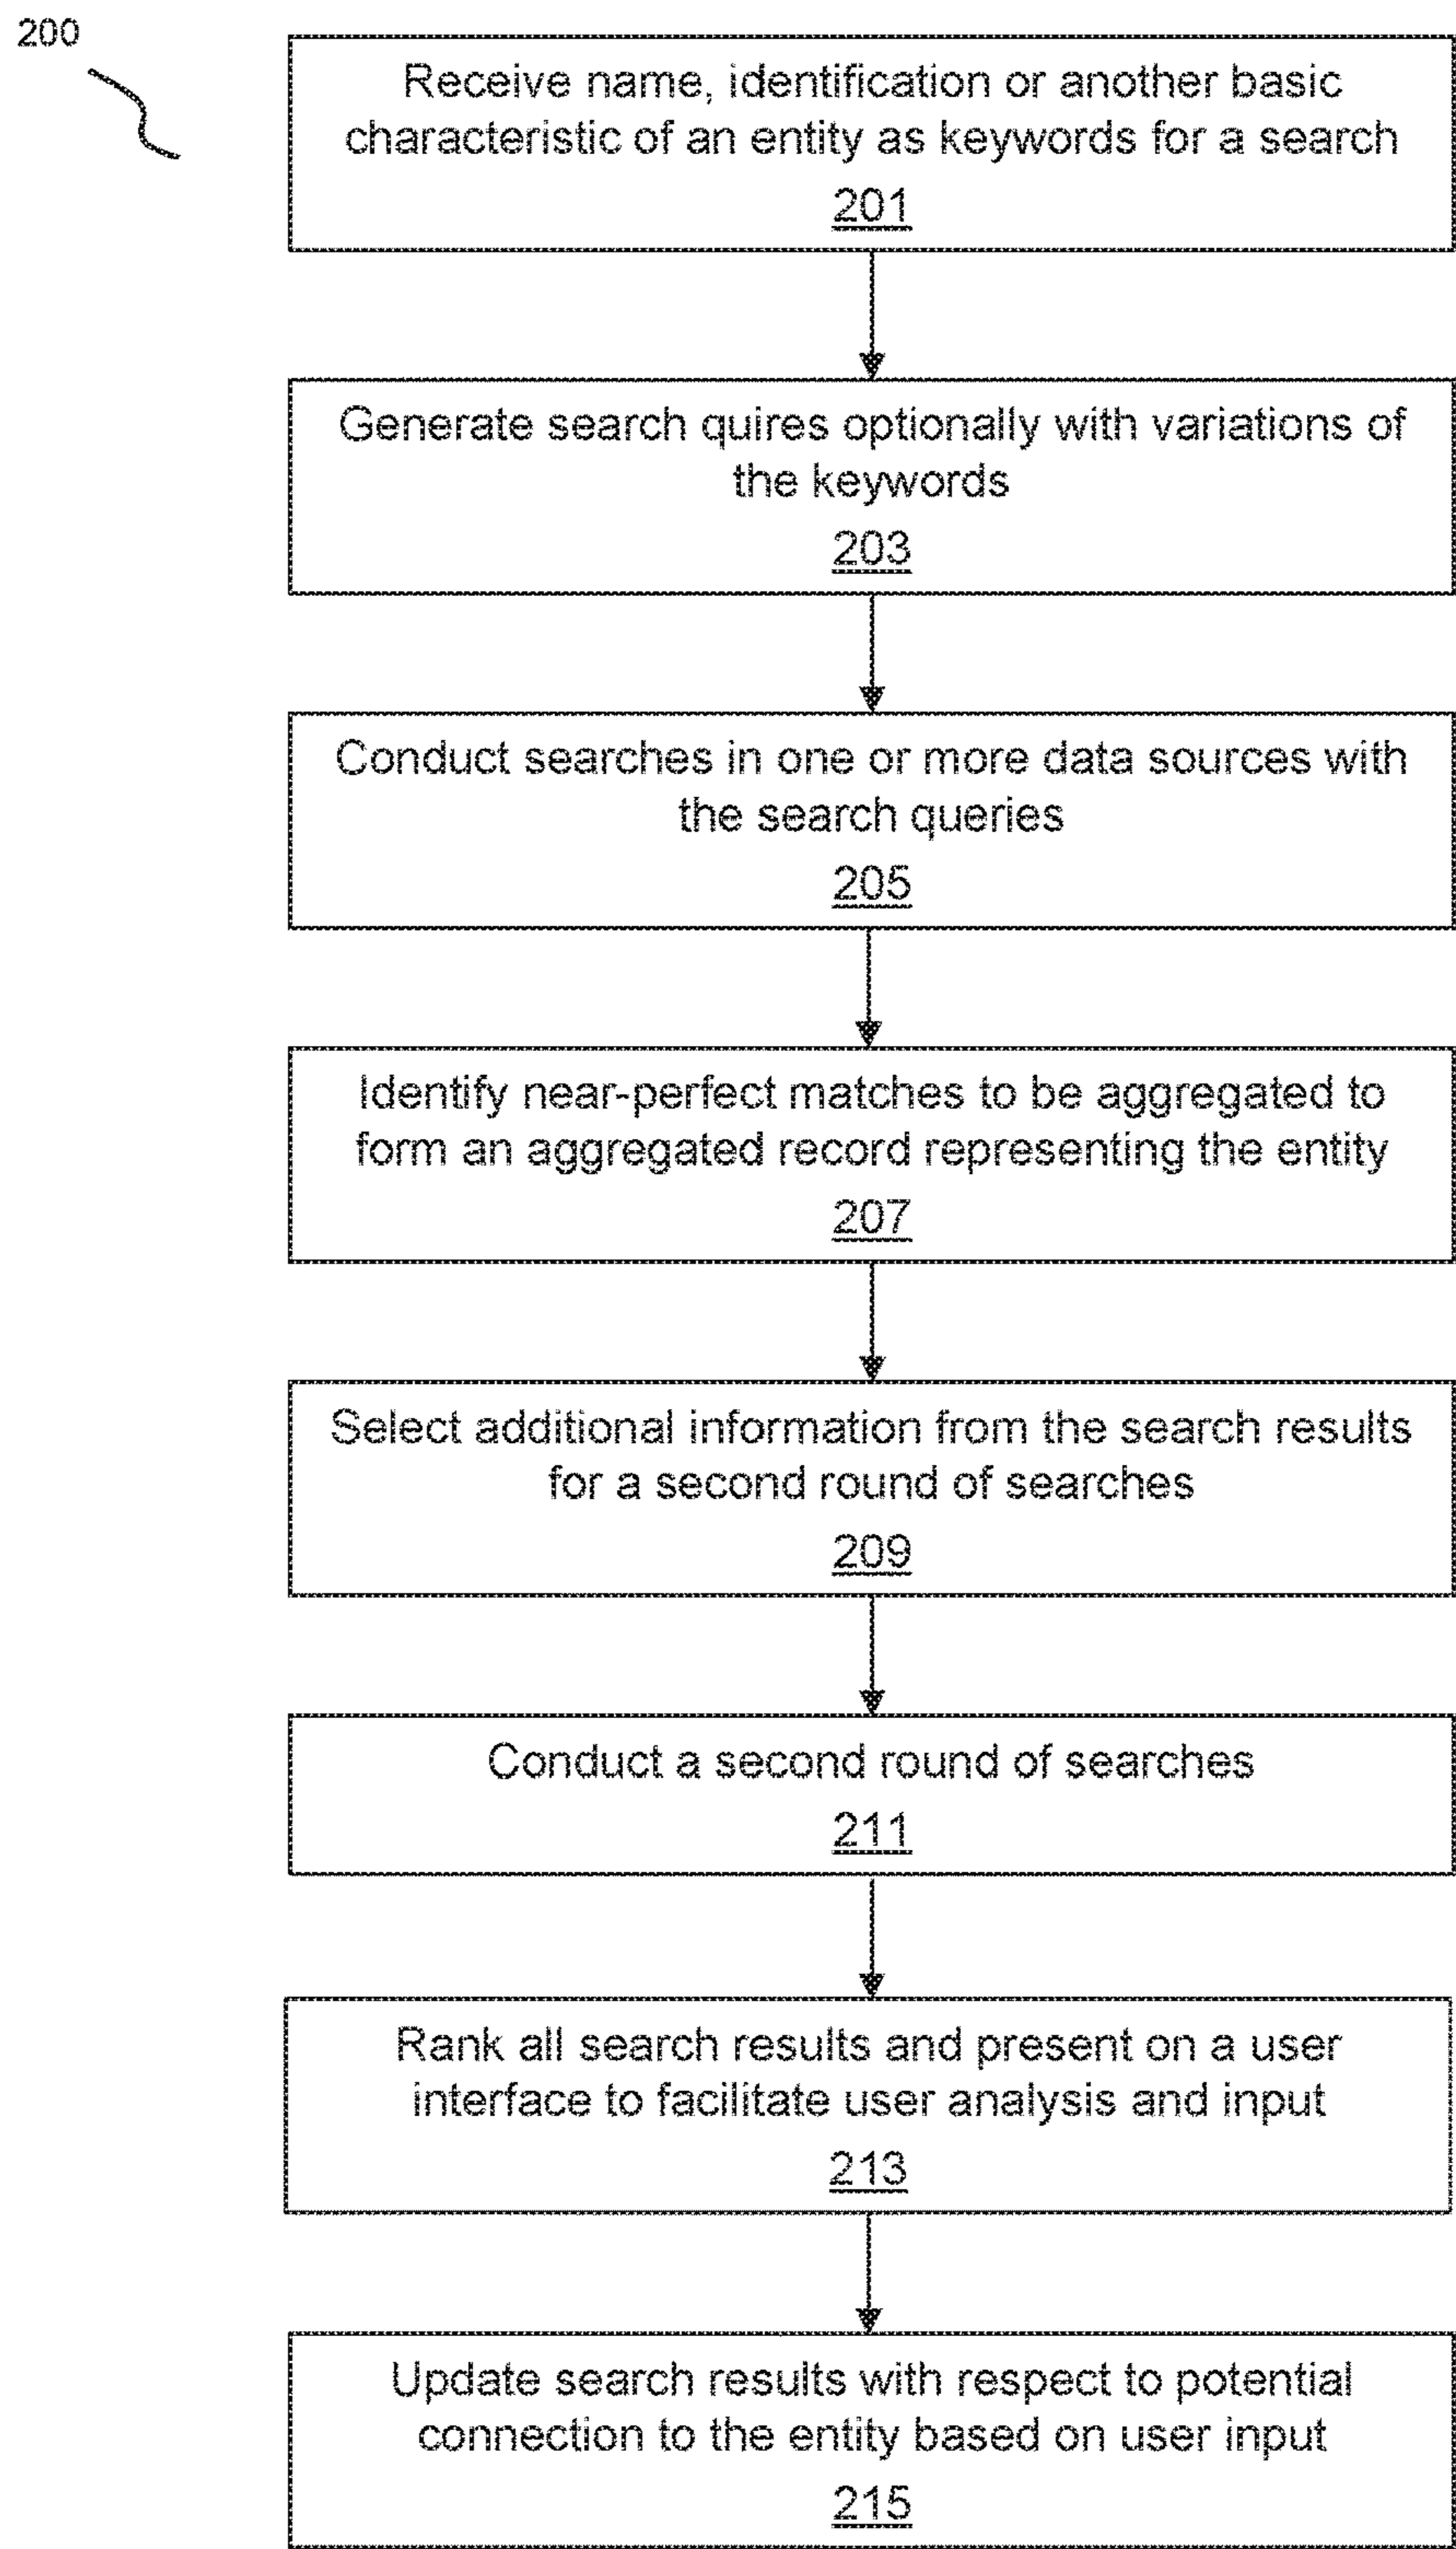 200
Receive name, identification or another basic
characteristic of an entity as keywords for a search
201
Generate search quires optionally with variations of
the keywords
203
Conduct searches in one or more data sources with
the search queries
205
Identify near-perfect matches to be aggregated to
form an aggregated record representing the entity
207
Select additional information from the search results
for a second round of searches
209
Conduct a second round of searches
211
Rank all search results and present on a user
interface to facilitate user analysis and input
213
Update search results with respect to potential
connection to the entity based on user input
215